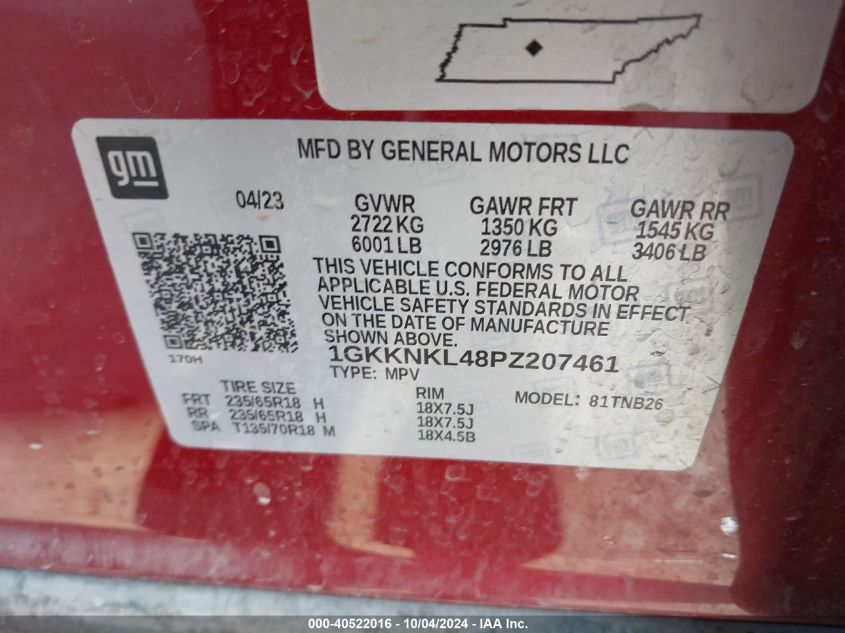 gm
MFD BY GENERAL MOTORS LLC
04/23
GVWR
2722 KG
6001 LB
GAWR FRT
1350 KG
2976 LB
GAWR RR
1545 KG
3406 LB
THIS VEHICLE CONFORMS TO ALL
APPLICABLE U.S. FEDERAL MOTOR
VEHICLE SAFETY STANDARDS IN EFFECT
ON THE DATE OF MANUFACTURE
SHOWN ABOVE.
170H
1GKKNKL48PZ207461
TYPE: MPV
MODEL: 81TNB26
TIRE SIZE
FRT 235/65R18 H
RR 235/65R18 H
SPA T135/70R18 M
RIM
18X7.5J
18X7.5J
18X4.5B
000-40522016 - 10/04/2024 - IAA Inc.